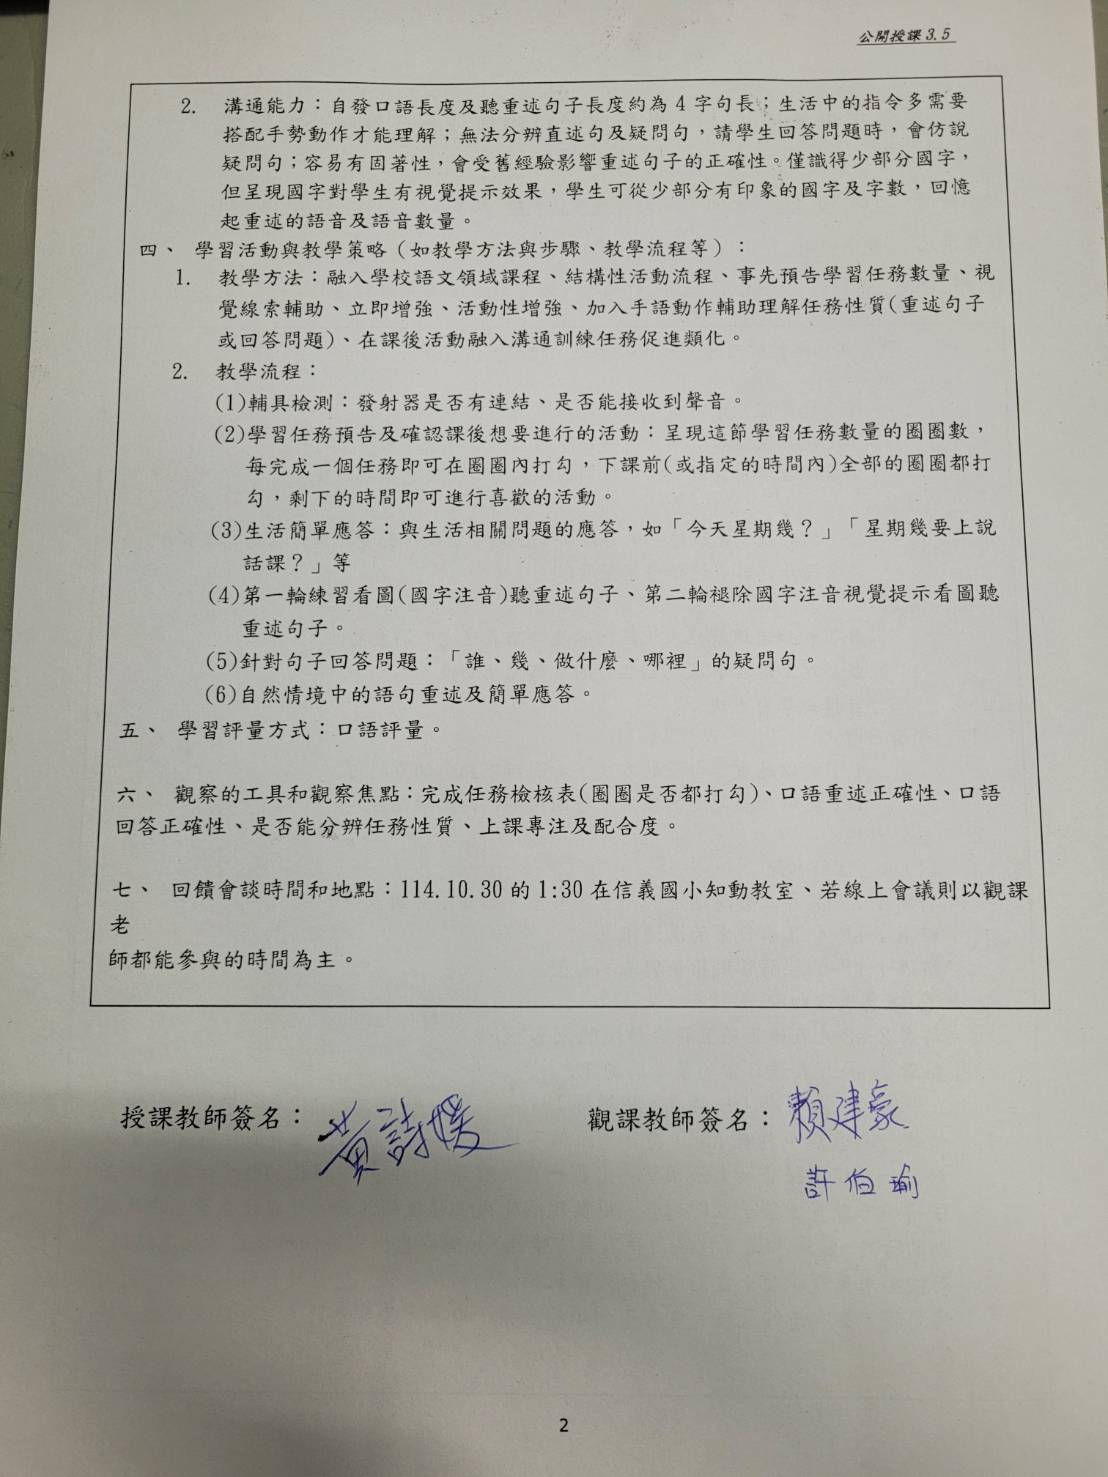 公開授課 3.5
2. 溝通能力：自發口語長度及聽重述句子長度約為 4 字句長；生活中的指令多需要
搭配手勢動作才能理解；無法分辨直述句及疑問句，請學生回答問題時，會仿說
疑問句；容易有固著性，會受舊經驗影響重述句子的正確性。僅識得少部分國字，
但呈現國字對學生有視覺提示效果，學生可從少部分有印象的國字及字數，回憶
起重述的語音及語音數量。
四、 學習活動與教學策略（如教學方法與步驟、教學流程等）：
1. 教學方法：融入學校語文領域課程、結構性活動流程、事先預告學習任務數量、視
覺線索輔助、立即增強、活動性增強、加入手語動作輔助理解任務性質(重述句子
或回答問題)、在課後活動融入溝通訓練任務促進類化。
2. 教學流程：
(1)輔具檢測：發射器是否有連結、是否能接收到聲音。
(2)學習任務預告及確認課後想要進行的活動：呈現這節學習任務數量的圈圈數，
每完成一個任務即可在圈圈內打勾，下課前(或指定的時間內)全部的圈圈都打
勾，剩下的時間即可進行喜歡的活動。
(3)生活簡單應答：與生活相關問題的應答，如「今天星期幾？」「星期幾要上說
話課？」等
(4)第一輪練習看圖(國字注音)聽重述句子、第二輪褪除國字注音視覺提示看圖聽
重述句子。
(5)針對句子回答問題：「誰、幾、做什麼、哪裡」的疑問句。
(6)自然情境中的語句重述及簡單應答。
五、 學習評量方式：口語評量。
六、 觀察的工具和觀察焦點：完成任務檢核表(圈圈是否都打勾)、口語重述正確性、口語
回答正確性、是否能分辨任務性質、上課專注及配合度。
七、 回饋會談時間和地點：114.10.30 的 1:30 在信義國小知動教室、若線上會議則以觀課
老
師都能參與的時間為主。
授課教師簽名： 黃詩媛 觀課教師簽名： 賴建豪
許伯瑜
2